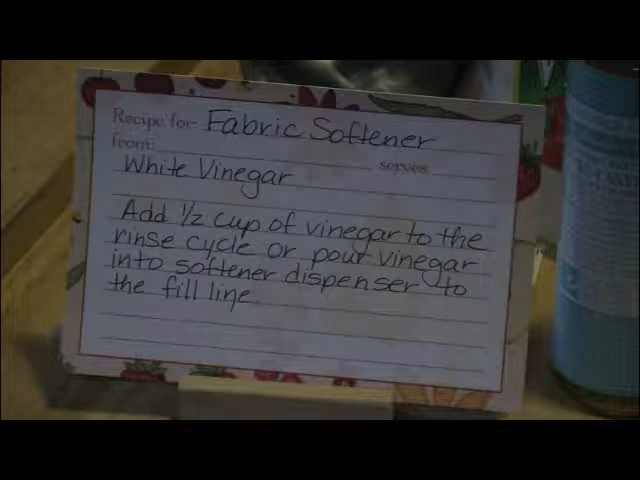 Recipe for: Fabric Softener
from: serves
White Vinegar
Add 1/2 cup of vinegar to the
rinse cycle or pour vinegar
into softener dispenser to
the fill line